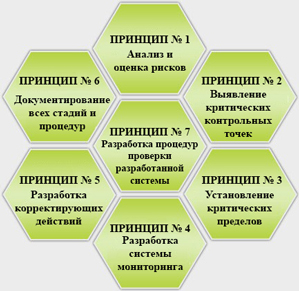 ПРИНЦИП № 1
Анализ и
оценка рисков
ПРИНЦИП № 6
Документирование
всех стадий и
процедур
ПРИНЦИП № 2
Выявление
критических
контрольных
точек
ПРИНЦИП № 7
Разработка процедур
проверки
разработанной
системы
ПРИНЦИП № 5
Разработка
корректирующих
действий
ПРИНЦИП № 3
Установление
критических
пределов
ПРИНЦИП № 4
Разработка
системы
мониторинга